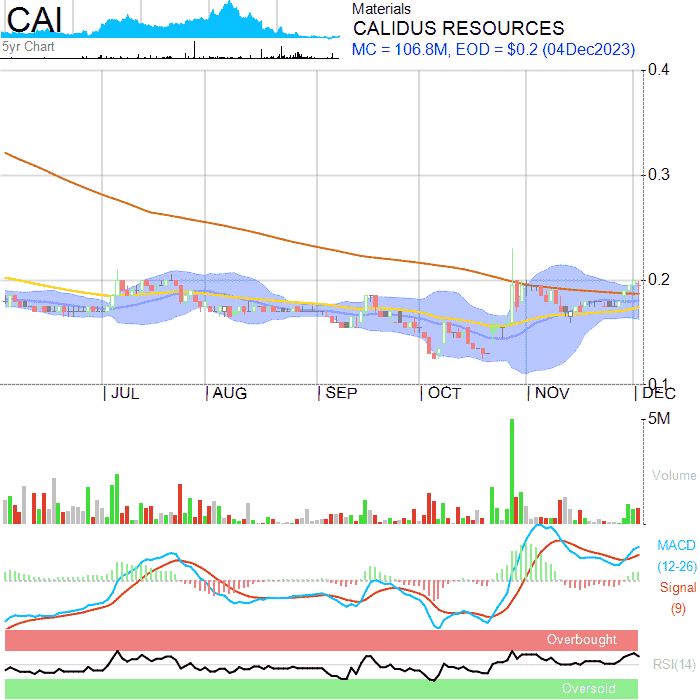 CAI
5yr Chart
Materials
CALIDUS RESOURCES
MC = 106.8M, EOD = $0.2 (04Dec2023)
0.4
0.3
0.2
0.1
| JUL | AUG | SEP | OCT | NOV | DEC
5M
Volume
MACD
(12-26)
Signal
(9)
Overbought
RSI(14)
Oversold